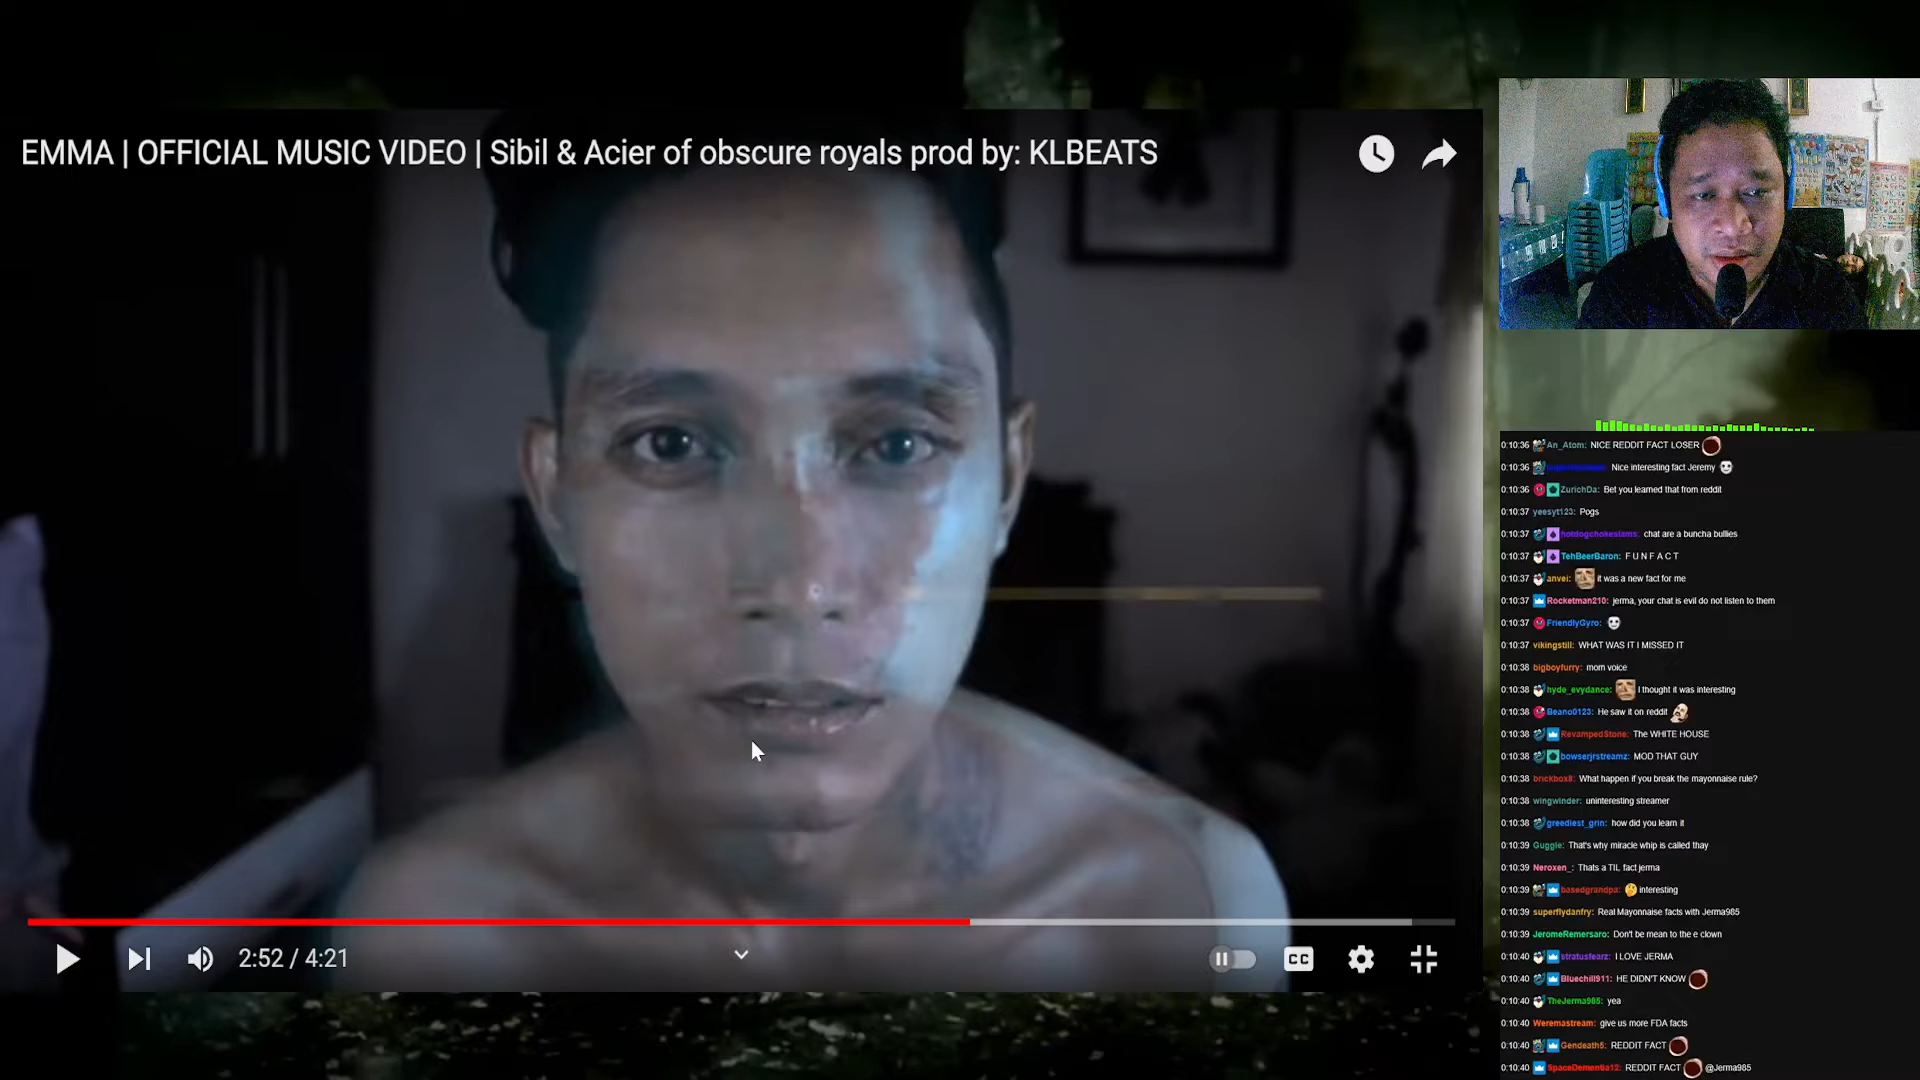 EMMA | OFFICIAL MUSIC VIDEO | Sibil & Acier of obscure royals prod by: KLBEATS
2:52 / 4:21
CC
0:10:36 An_Atom: NICE REDDIT FACT LOSER
0:10:36 Nice interesting fact Jeremy
0:10:36 ZurichDa: Bet you learned that from reddit
0:10:37 yeesyt123: Pogs
0:10:37 hotdogchokeslams: chat are a buncha bullies
0:10:37 TehBeerBaron: F U N F A C T
0:10:37 anvei: it was a new fact for me
0:10:37 Rocketman210: jerma, your chat is evil do not listen to them
0:10:37 FriendlyGyro:
0:10:37 vikingstill: WHAT WAS IT I MISSED IT
0:10:38 bigboyfurry: mom voice
0:10:38 hyde_evydance: I thought it was interesting
0:10:38 Beano0123: He saw it on reddit
0:10:38 RevampedStone: The WHITE HOUSE
0:10:38 bowserjrstreamz: MOD THAT GUY
0:10:38 brickbox8: What happen if you break the mayonnaise rule?
0:10:38 wingwinder: uninteresting streamer
0:10:38 greediest_grin: how did you learn it
0:10:39 Guggie: That's why miracle whip is called thay
0:10:39 Neroxen_: Thats a TIL fact jerma
0:10:39 basedgrandpa: interesting
0:10:39 superflydanfry: Real Mayonnaise facts with Jerma985
0:10:39 JeromeRemersaro: Don't be mean to the e clown
0:10:40 stratusfearz: I LOVE JERMA
0:10:40 Bluechill911: HE DIDN'T KNOW
0:10:40 TheJerma985: yea
0:10:40 Weremastream: give us more FDA facts
0:10:40 Gendeath5: REDDIT FACT
0:10:40 SpaceDementia12: REDDIT FACT @Jerma985